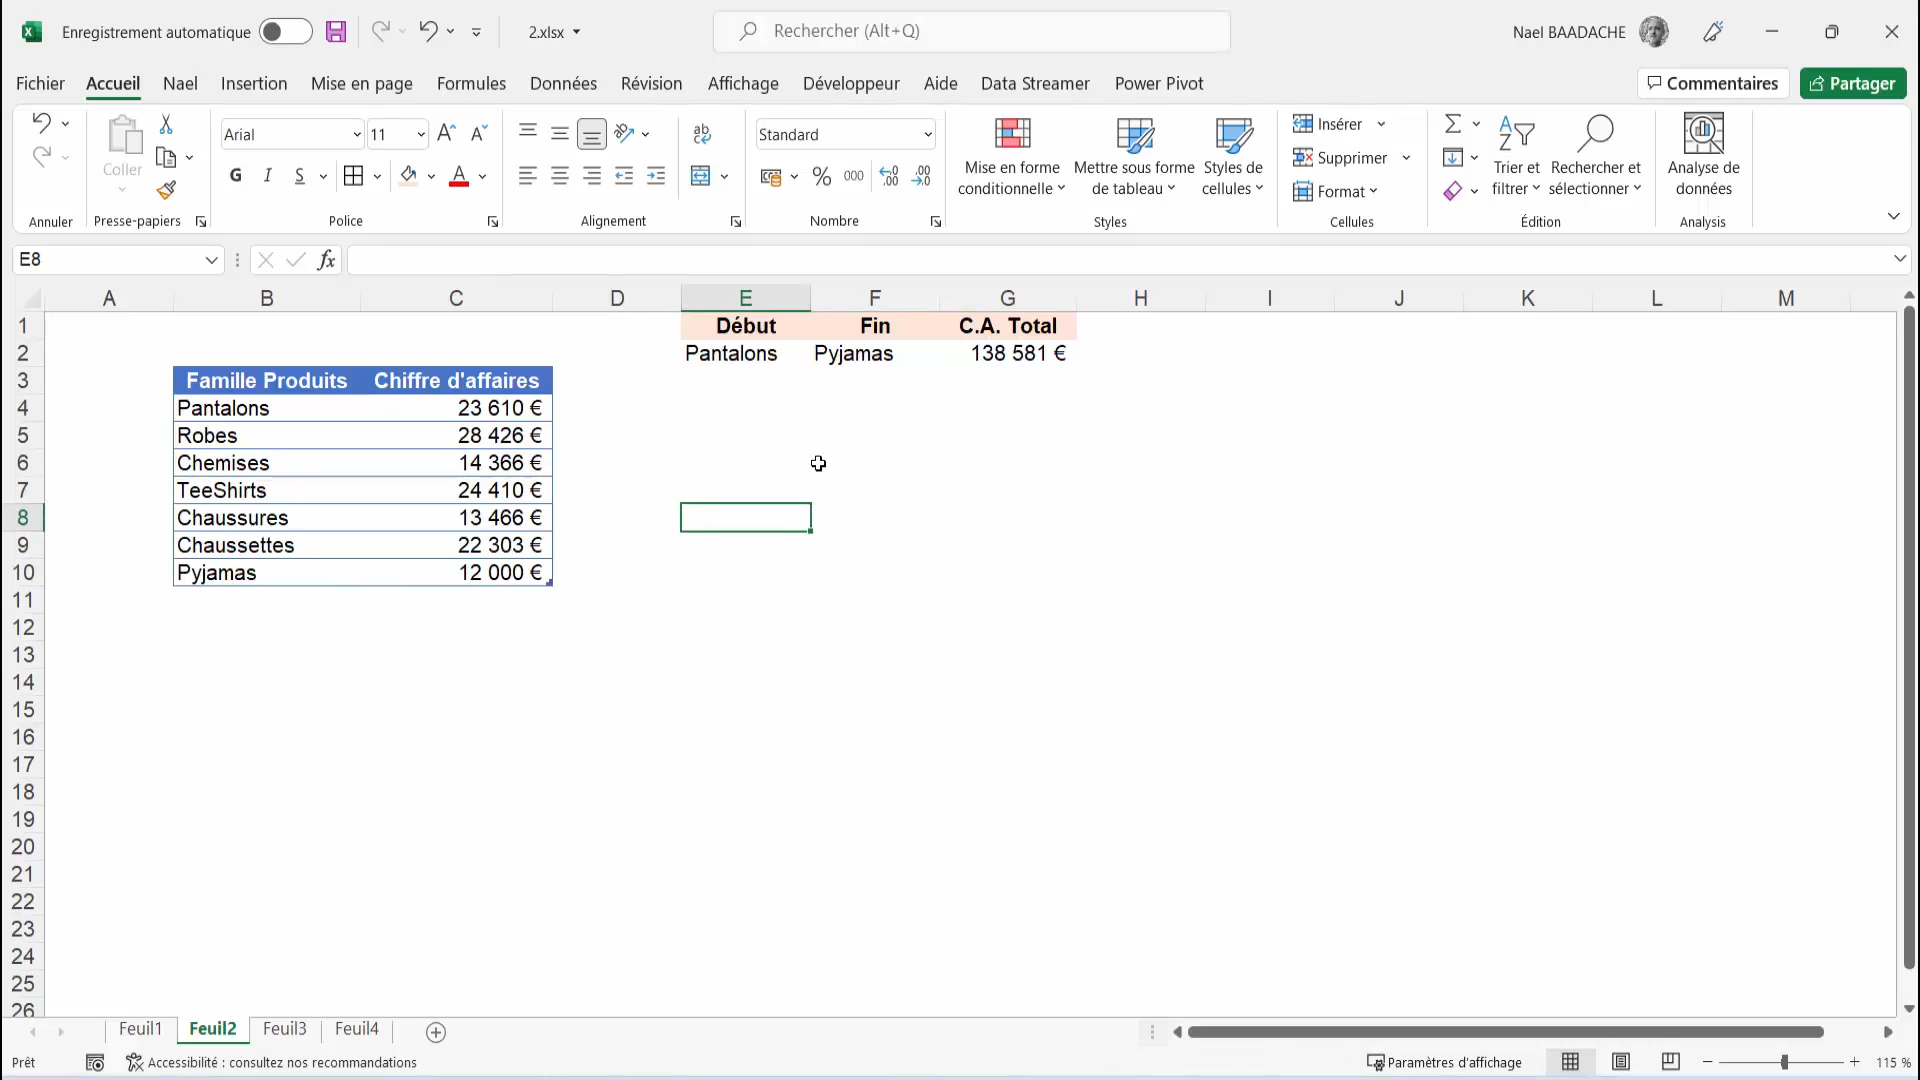 Enregistrement automatique 2.xlsx Rechercher (Alt+Q) Nael BAADACHE
Fichier Accueil Nael Insertion Mise en page Formules Données Révision Affichage Développeur Aide Data Streamer Power Pivot Commentaires Partager
Coller
Arial 11
G I S
ab
Standard
% 000
Mise en forme
conditionnelle
Mettre sous forme
de tableau
Styles de
cellules
Insérer
Supprimer
Format
Trier et
filtrer
Rechercher et
sélectionner
Analyse de
données
Annuler Presse-papiers Police Alignement Nombre Styles Cellules Édition Analysis
E8 fx
A B C D E F G H I J K L M
1 Début Fin C.A. Total
2 Pantalons Pyjamas 138 581 €
3 Famille Produits Chiffre d'affaires
4 Pantalons 23 610 €
5 Robes 28 426 €
6 Chemises 14 366 €
7 TeeShirts 24 410 €
8 Chaussures 13 466 €
9 Chaussettes 22 303 €
10 Pyjamas 12 000 €
11
12
13
14
15
16
17
18
19
20
21
22
23
24
25
26
Feuil1 Feuil2 Feuil3 Feuil4
Prêt Accessibilité : consultez nos recommandations Paramètres d'affichage 115 %